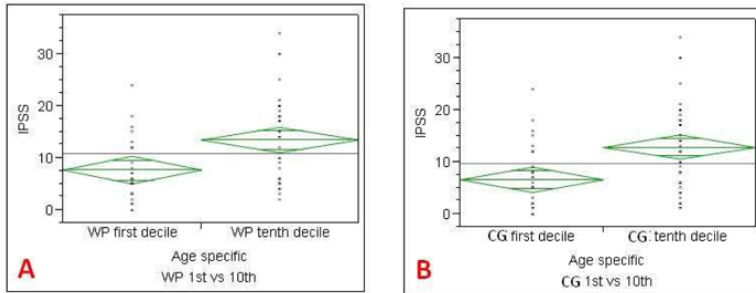 30
20
10
0
IPSS
WP first decile
WP tenth decile
Age specific
WP 1st vs 10th
A
30
20
10
0
IPSS
CG first decile
CG: tenth decile
Age specific
CG 1st vs 10th
B